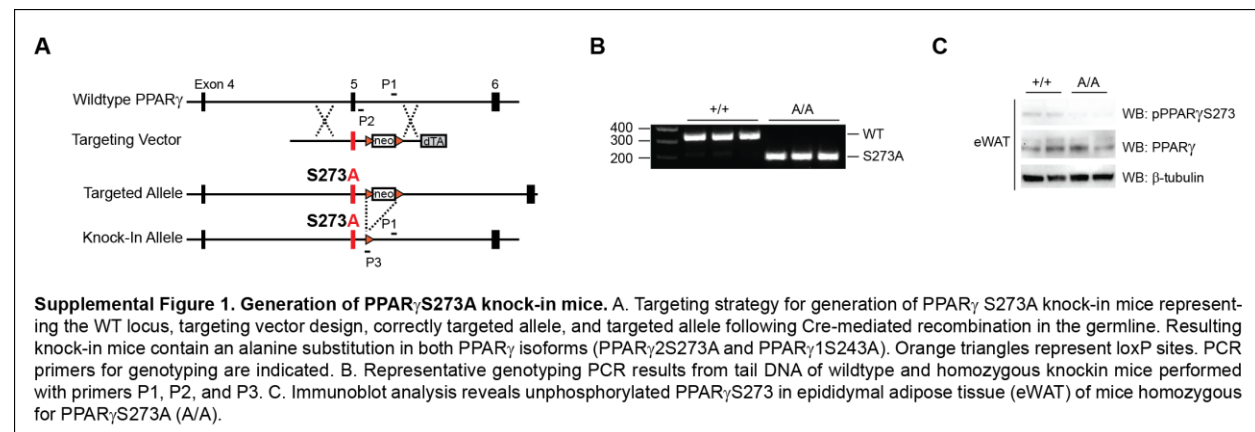 A
Exon 4
5
P1
6
Wildtype PPARγ
P2
Targeting Vector
neo
dTA
S273A
Targeted Allele
neo
S273A
P1
Knock-In Allele
P3
B
+/+
A/A
400
300
200
WT
S273A
C
+/+
A/A
eWAT
WB: pPPARγS273
WB: PPARγ
WB: β-tubulin
Supplemental Figure 1. Generation of PPARγS273A knock-in mice. A. Targeting strategy for generation of PPARγ S273A knock-in mice represent-
ing the WT locus, targeting vector design, correctly targeted allele, and targeted allele following Cre-mediated recombination in the germline. Resulting
knock-in mice contain an alanine substitution in both PPARγ isoforms (PPARγ2S273A and PPARγ1S243A). Orange triangles represent loxP sites. PCR
primers for genotyping are indicated. B. Representative genotyping PCR results from tail DNA of wildtype and homozygous knockin mice performed
with primers P1, P2, and P3. C. Immunoblot analysis reveals unphosphorylated PPARγS273 in epididymal adipose tissue (eWAT) of mice homozygous
for PPARγS273A (A/A).